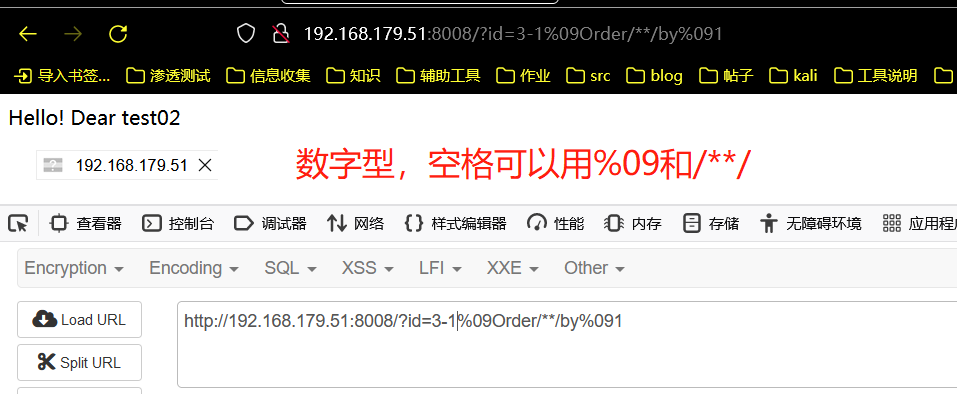 192.168.179.51:8008/?id=3-1%09Order/**/by%091
导入书签... 渗透测试 信息收集 知识 辅助工具 作业 src blog 帖子 kali 工具说明
Hello! Dear test02
192.168.179.51
数字型，空格可以用%09和/**/
查看器 控制台 调试器 网络 样式编辑器 性能 内存 存储 无障碍环境 应用程序
Encryption Encoding SQL XSS LFI XXE Other
Load URL
http://192.168.179.51:8008/?id=3-1%09Order/**/by%091
Split URL